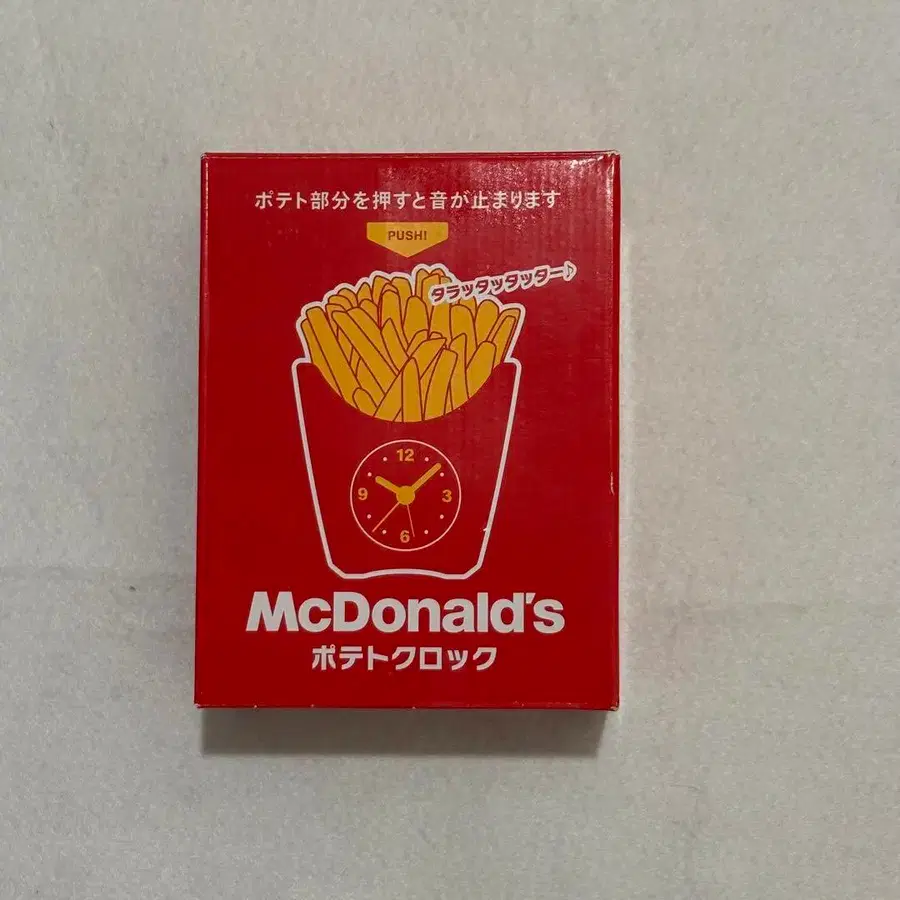 ポテト部分を押すと音が止まります
PUSH!
タラッタッタッター♪
12
9
3
6
McDonald's
ポテトクロック